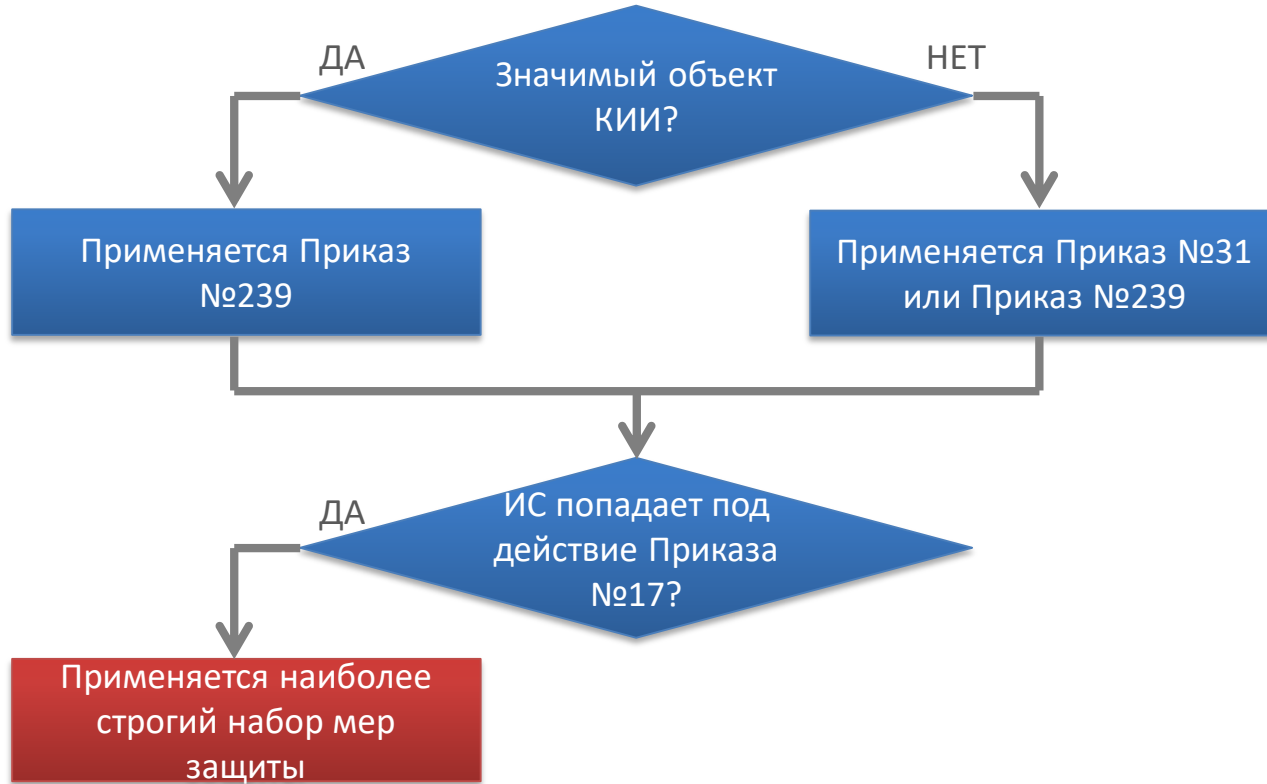 ДА
Значимый объект
КИИ?
НЕТ
Применяется Приказ
№239
Применяется Приказ №31
или Приказ №239
ДА
ИС попадает под
действие Приказа
№17?
Применяется наиболее
строгий набор мер
защиты